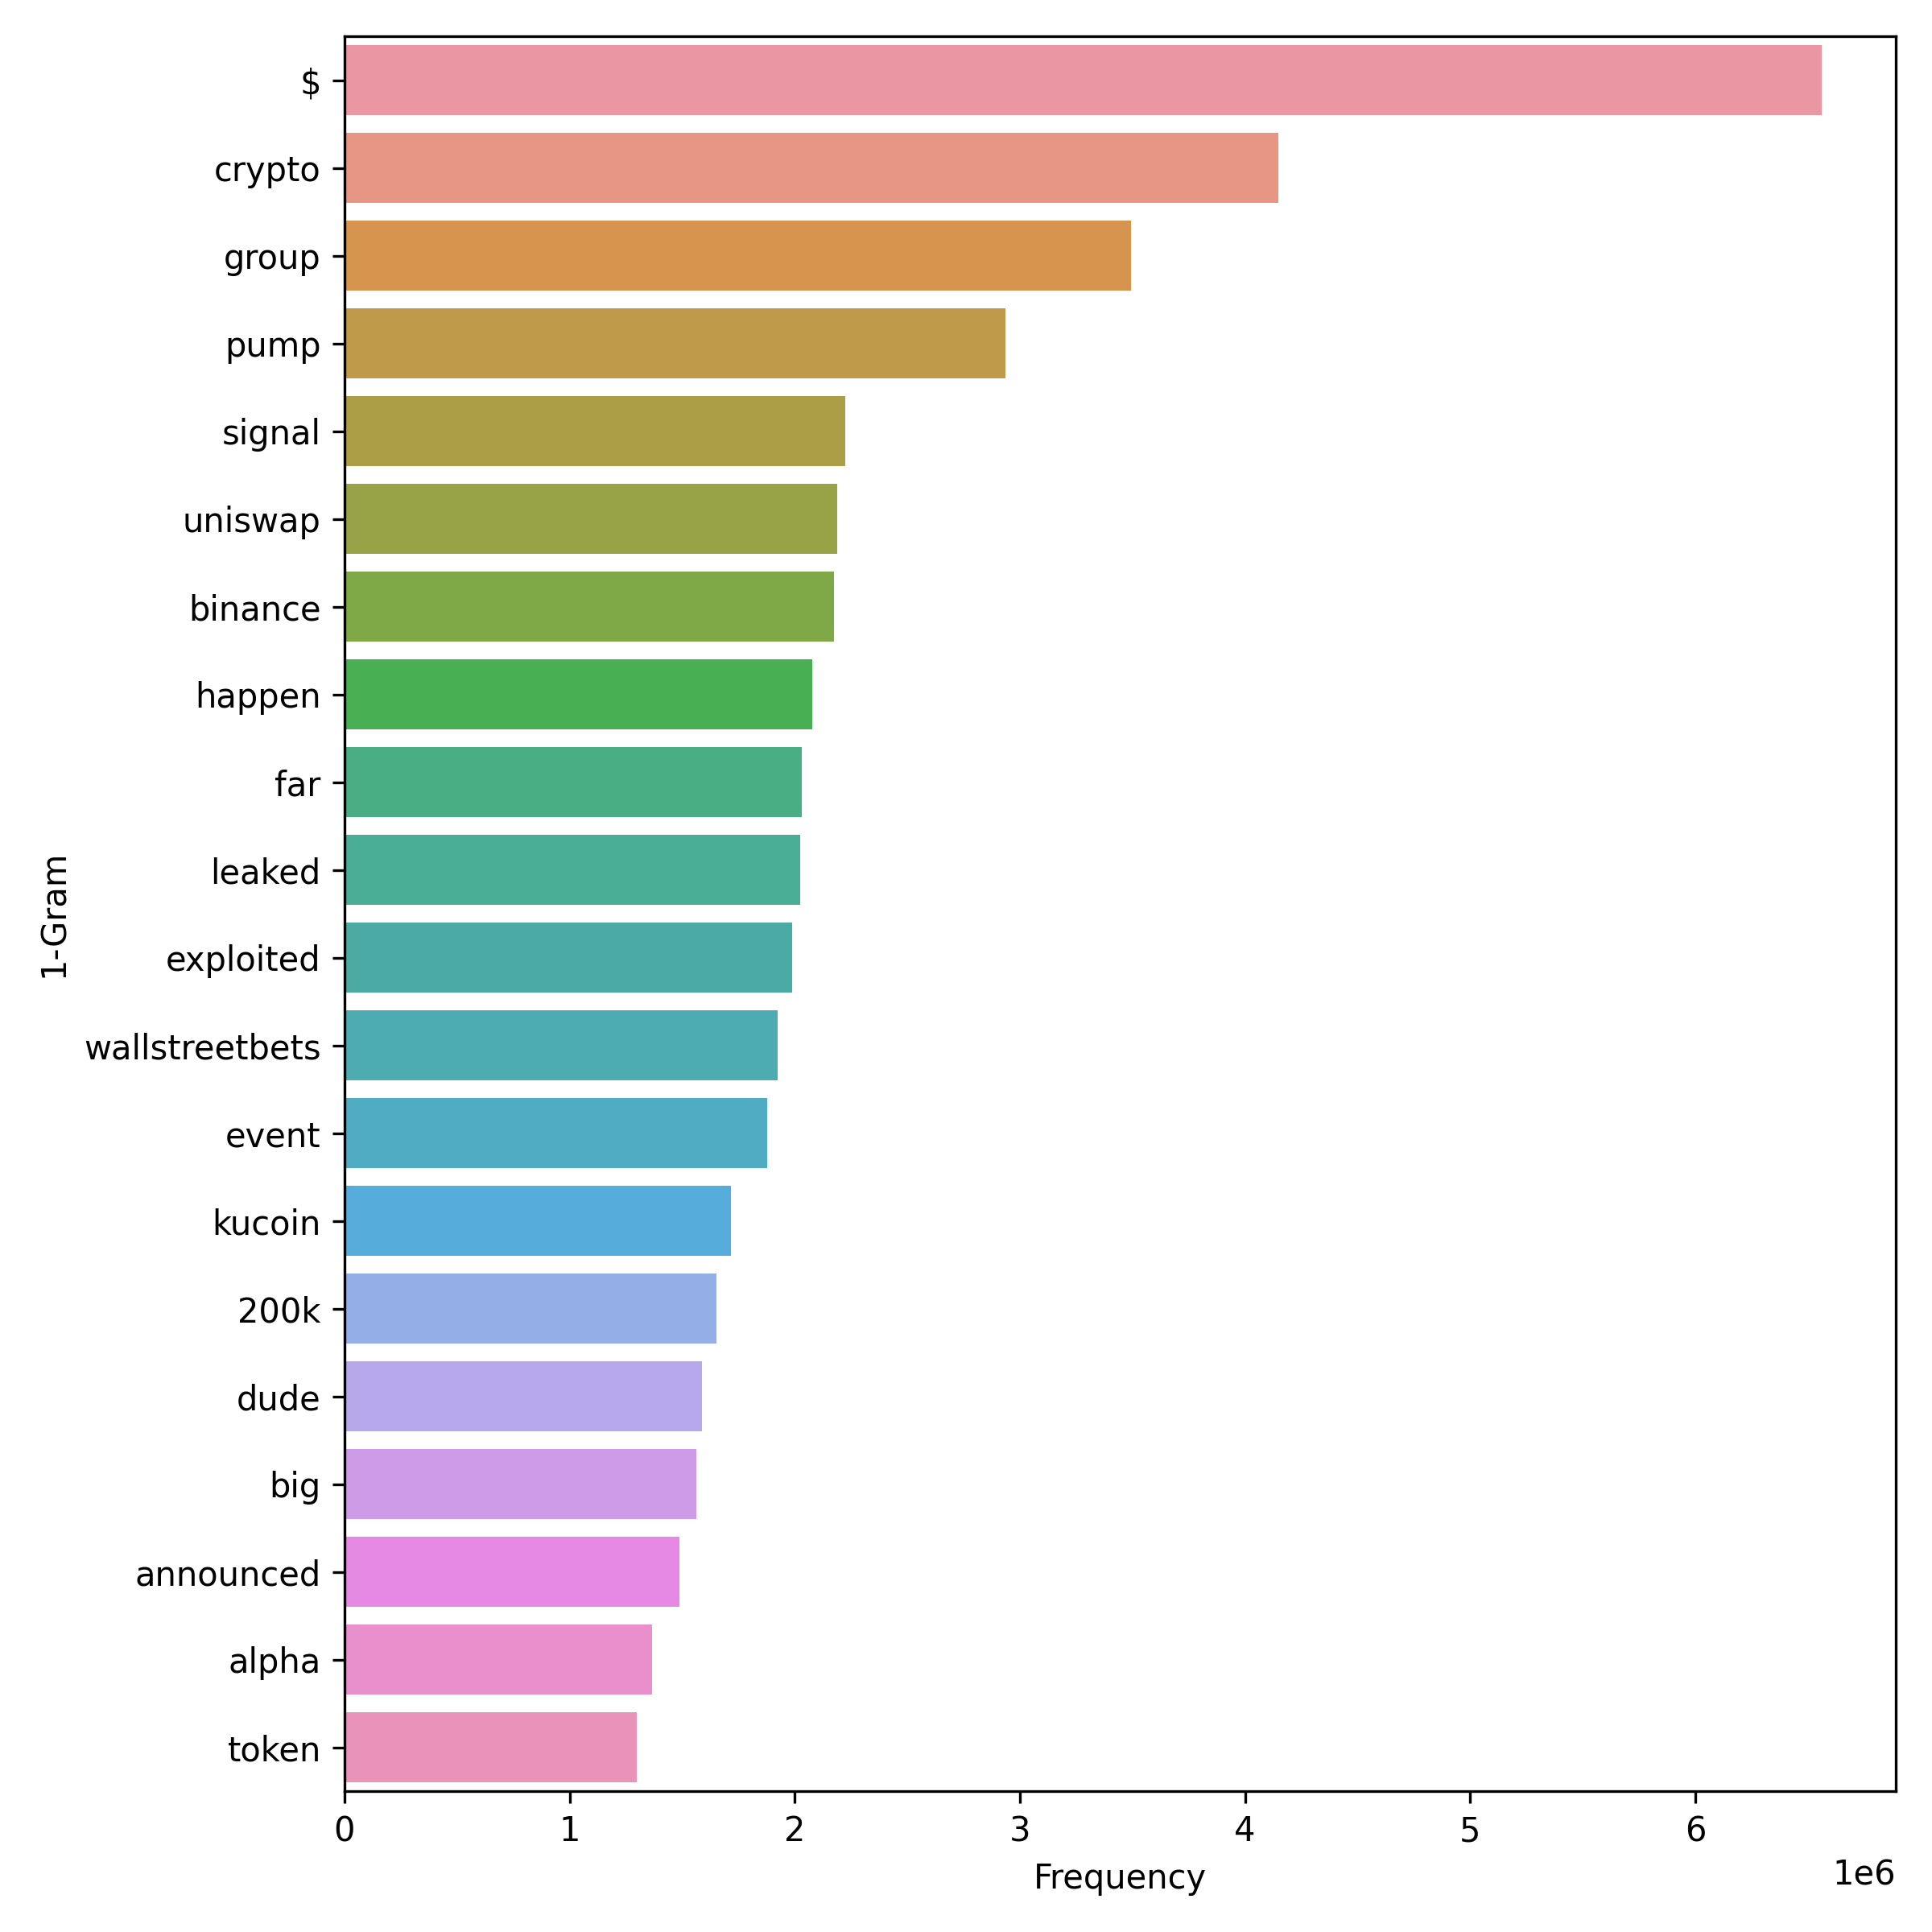 $
crypto
group
pump
signal
uniswap
binance
happen
far
leaked
exploited
wallstreetbets
event
kucoin
200k
dude
big
announced
alpha
token
1-Gram
0 1 2 3 4 5 6
Frequency
1e6